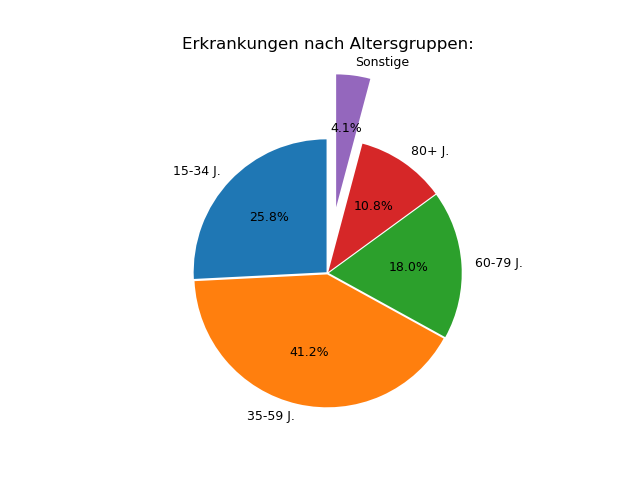 Erkrankungen nach Altersgruppen:
Sonstige
4.1%
80+ J.
15-34 J.
10.8%
25.8%
60-79 J.
18.0%
41.2%
35-59 J.